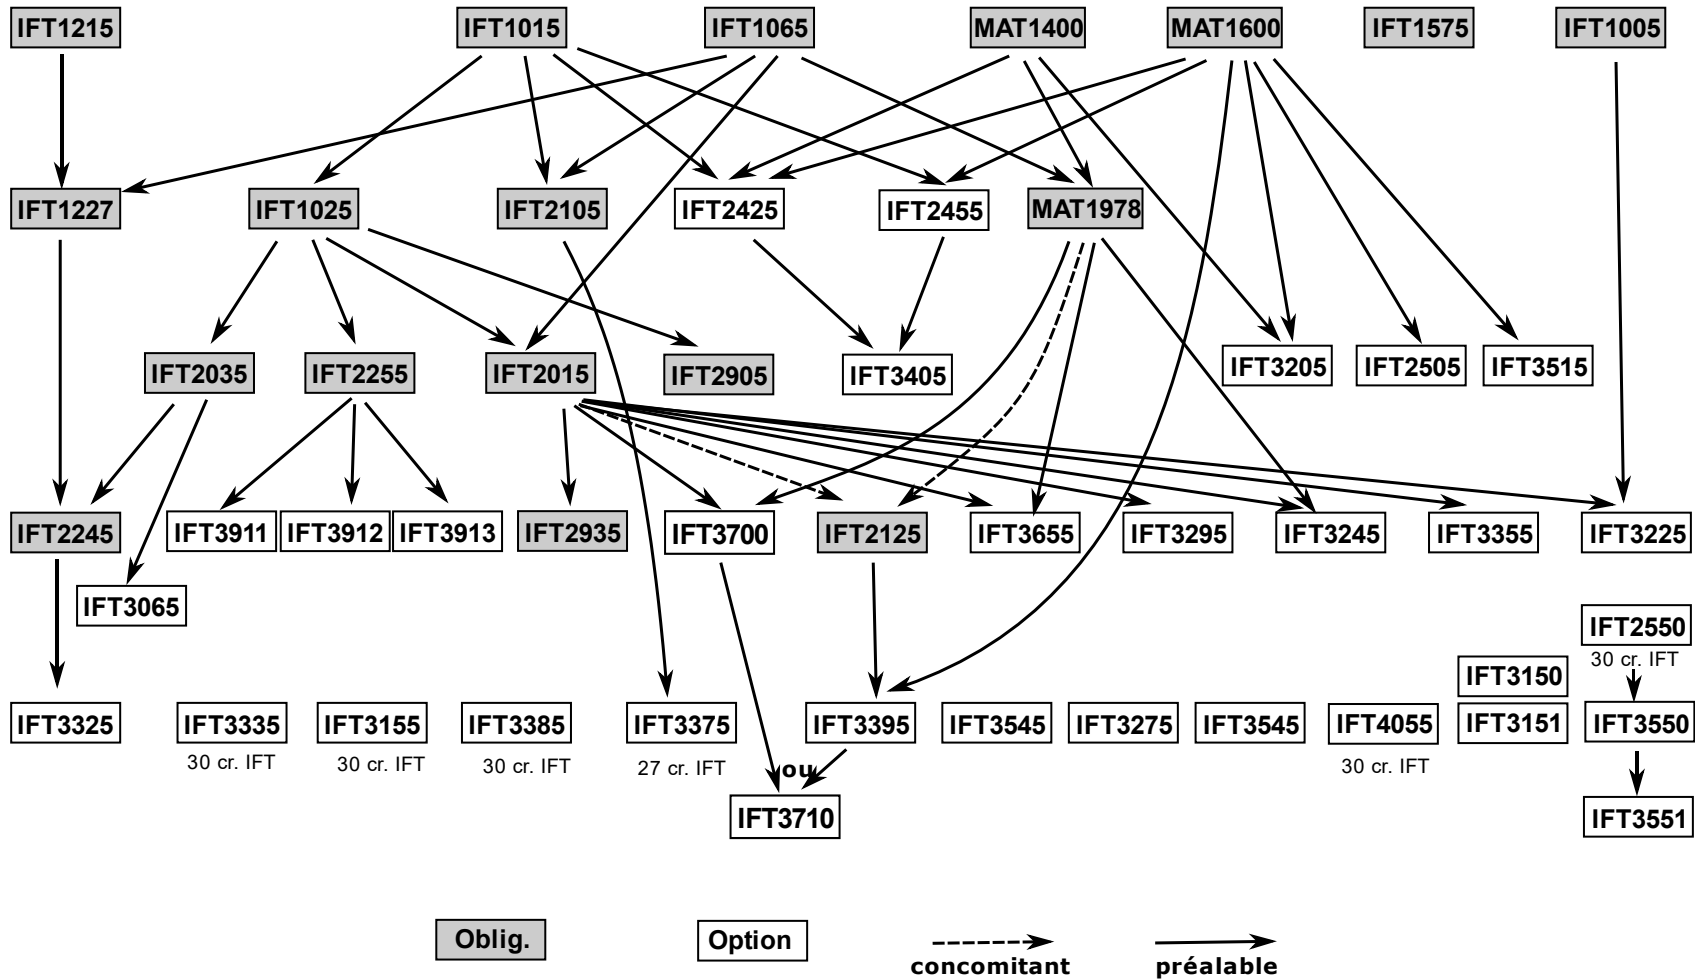 IFT1215 IFT1015 IFT1065 MAT1400 MAT1600 IFT1575 IFT1005
IFT1227 IFT1025 IFT2105 IFT2425 IFT2455 MAT1978
IFT2035 IFT2255 IFT2015 IFT2905 IFT3405 IFT3205 IFT2505 IFT3515
IFT2245 IFT3911 IFT3912 IFT3913 IFT2935 IFT3700 IFT2125 IFT3655 IFT3295 IFT3245 IFT3355 IFT3225
IFT3065
IFT2550
30 cr. IFT
IFT3150
IFT3325 IFT3335 IFT3155 IFT3385 IFT3375 IFT3395 IFT3545 IFT3275 IFT3545 IFT4055 IFT3151 IFT3550
30 cr. IFT 30 cr. IFT 30 cr. IFT 27 cr. IFT ou 30 cr. IFT
IFT3710 IFT3551
Oblig. Option
concomitant préalable